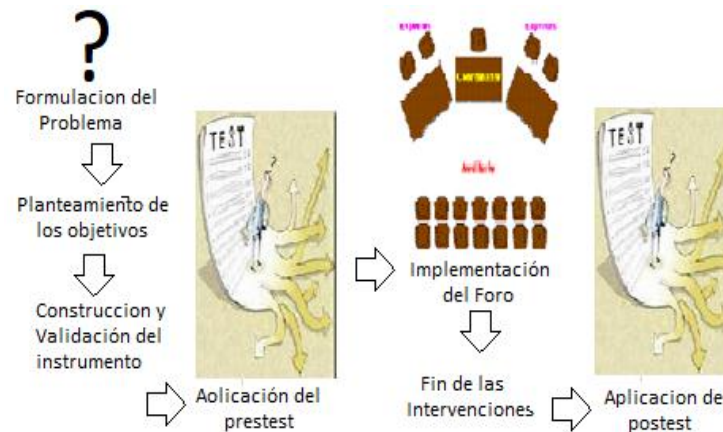 ?
Formulacion del
Problema
Planteamiento de
los objetivos
Construccion y
Validación del
instrumento
TEST
?
Aolicación del
prestest
Implementación
del Foro
Fin de las
Intervenciones
TEST
?
Aplicacion de
postest